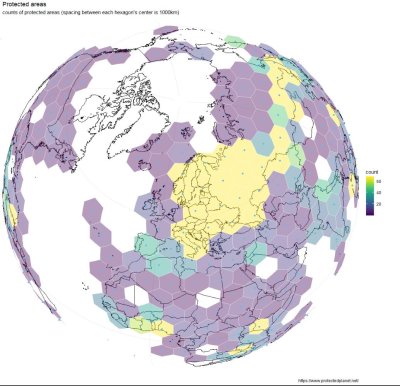 Protected areas
counts of protected areas (spacing between each hexagon's center is 1000km)
count
60
40
20
https://www.protectedplanet.net/